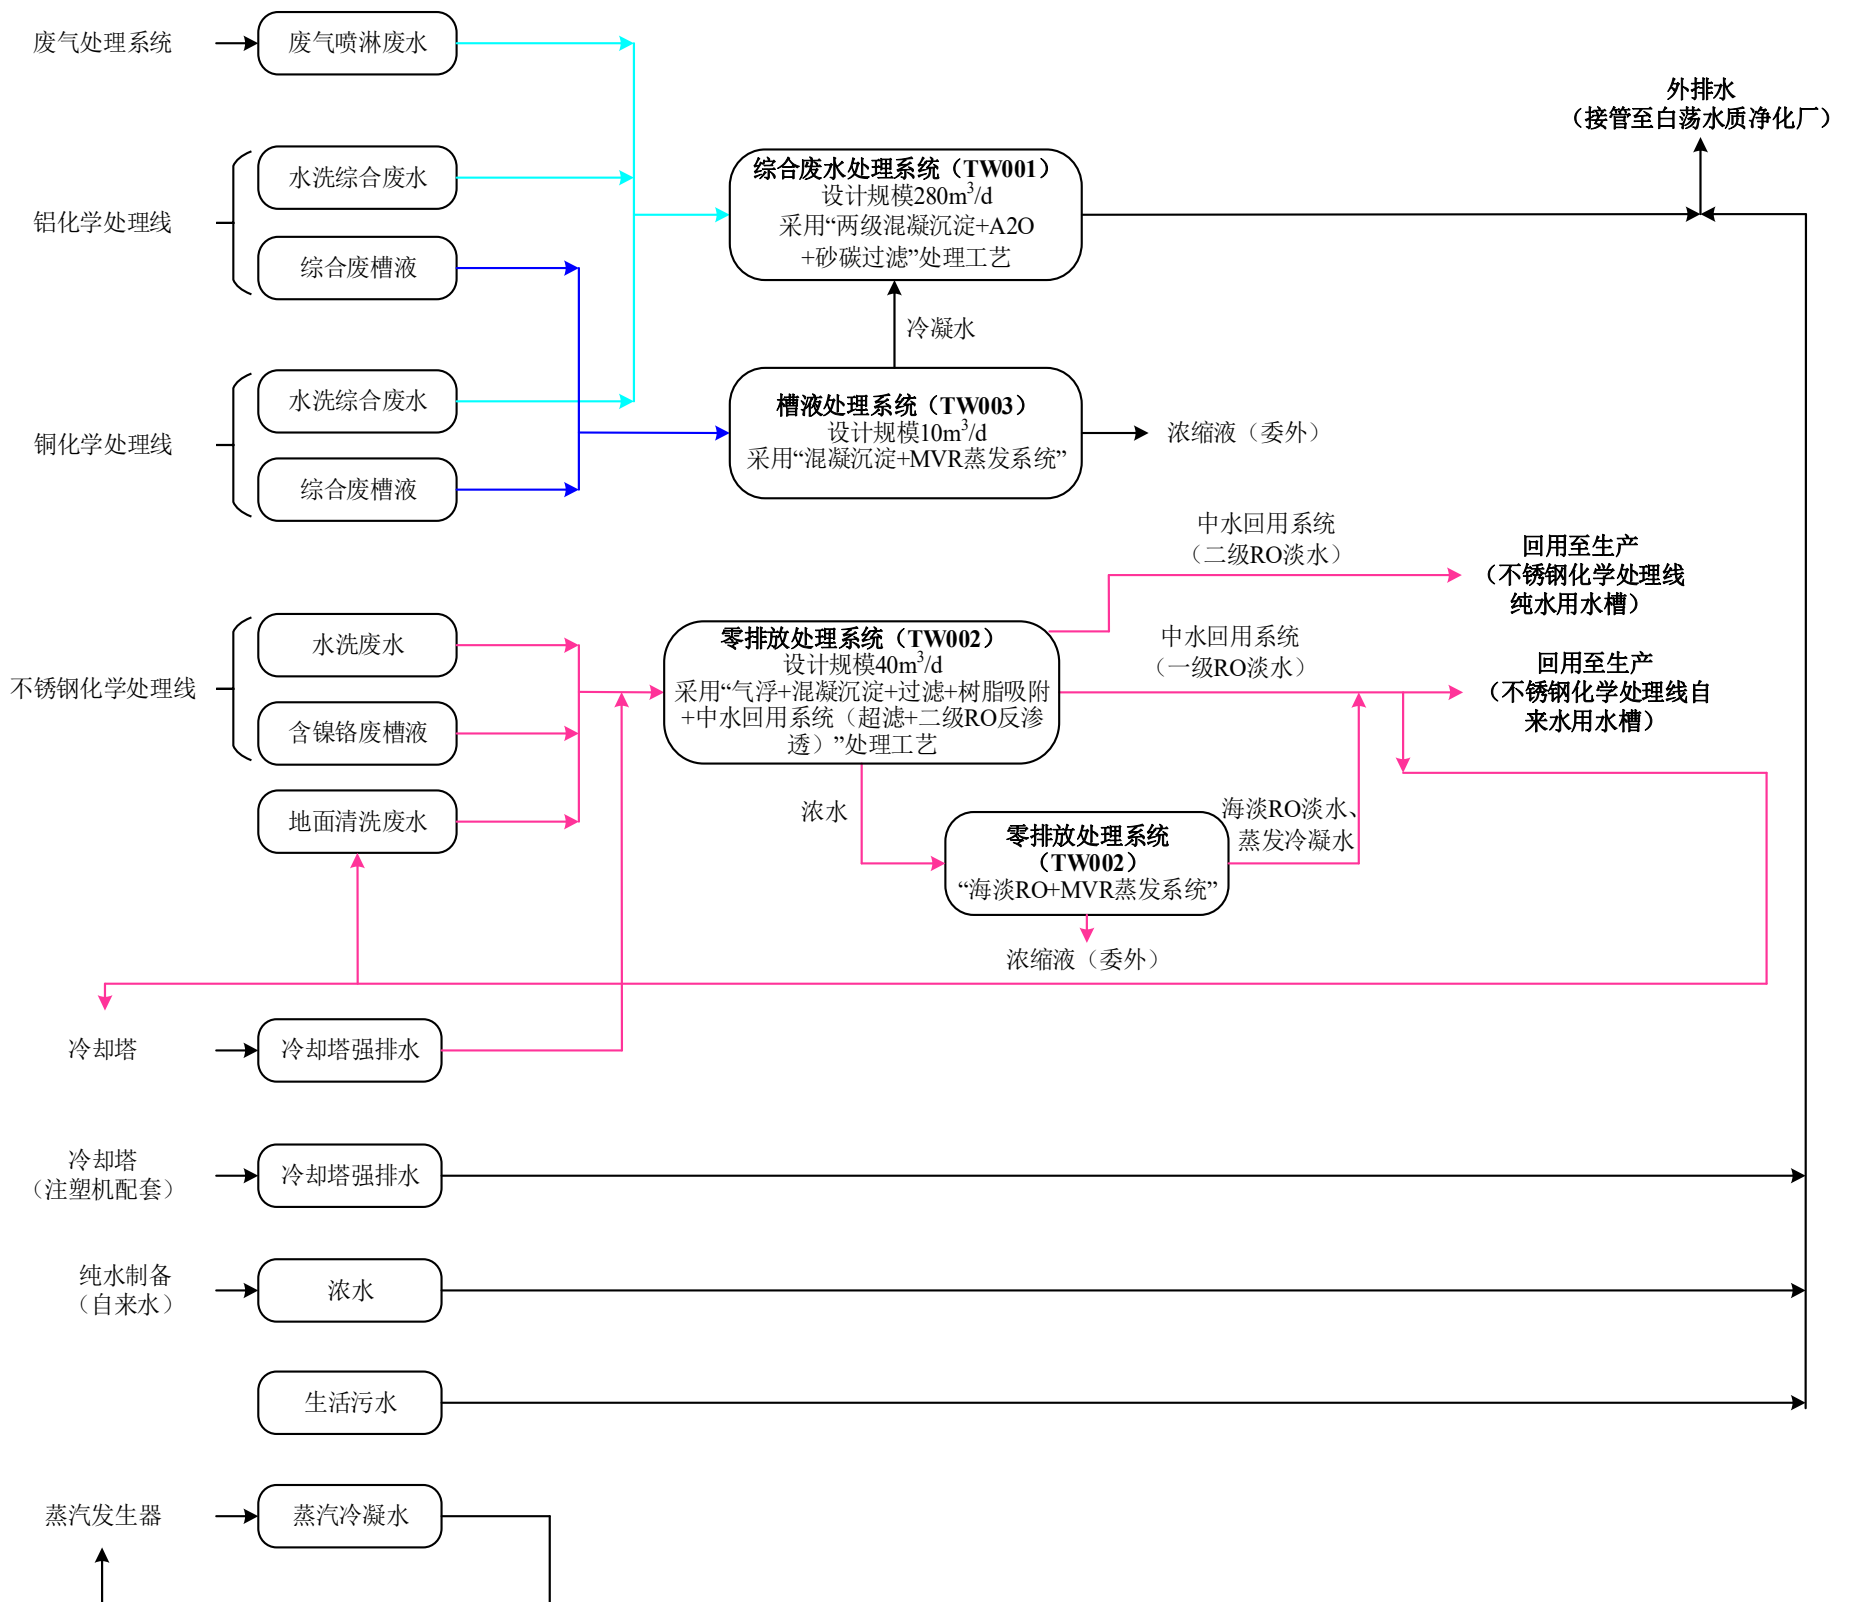 废气处理系统
废气喷淋废水
外排水
（接管至白荡水质净化厂）
铝化学处理线
水洗综合废水
综合废槽液
综合废水处理系统（TW001）
设计规模280m³/d
采用“两级混凝沉淀+A2O
+砂碳过滤”处理工艺
冷凝水
铜化学处理线
水洗综合废水
综合废槽液
槽液处理系统（TW003）
设计规模10m³/d
采用“混凝沉淀+MVR蒸发系统”
浓缩液（委外）
中水回用系统
（二级RO淡水）
回用至生产
（不锈钢化学处理线
纯水用水槽）
不锈钢化学处理线
水洗废水
含镍铬废槽液
地面清洗废水
零排放处理系统（TW002）
设计规模40m³/d
采用“气浮+混凝沉淀+过滤+树脂吸附
+中水回用系统（超滤+二级RO反渗
透）”处理工艺
中水回用系统
（一级RO淡水）
回用至生产
（不锈钢化学处理线自
来水用水槽）
浓水
零排放处理系统
（TW002）
“海淡RO+MVR蒸发系统”
海淡RO淡水、
蒸发冷凝水
浓缩液（委外）
冷却塔
冷却塔强排水
冷却塔
（注塑机配套）
冷却塔强排水
纯水制备
（自来水）
浓水
生活污水
蒸汽发生器
蒸汽冷凝水